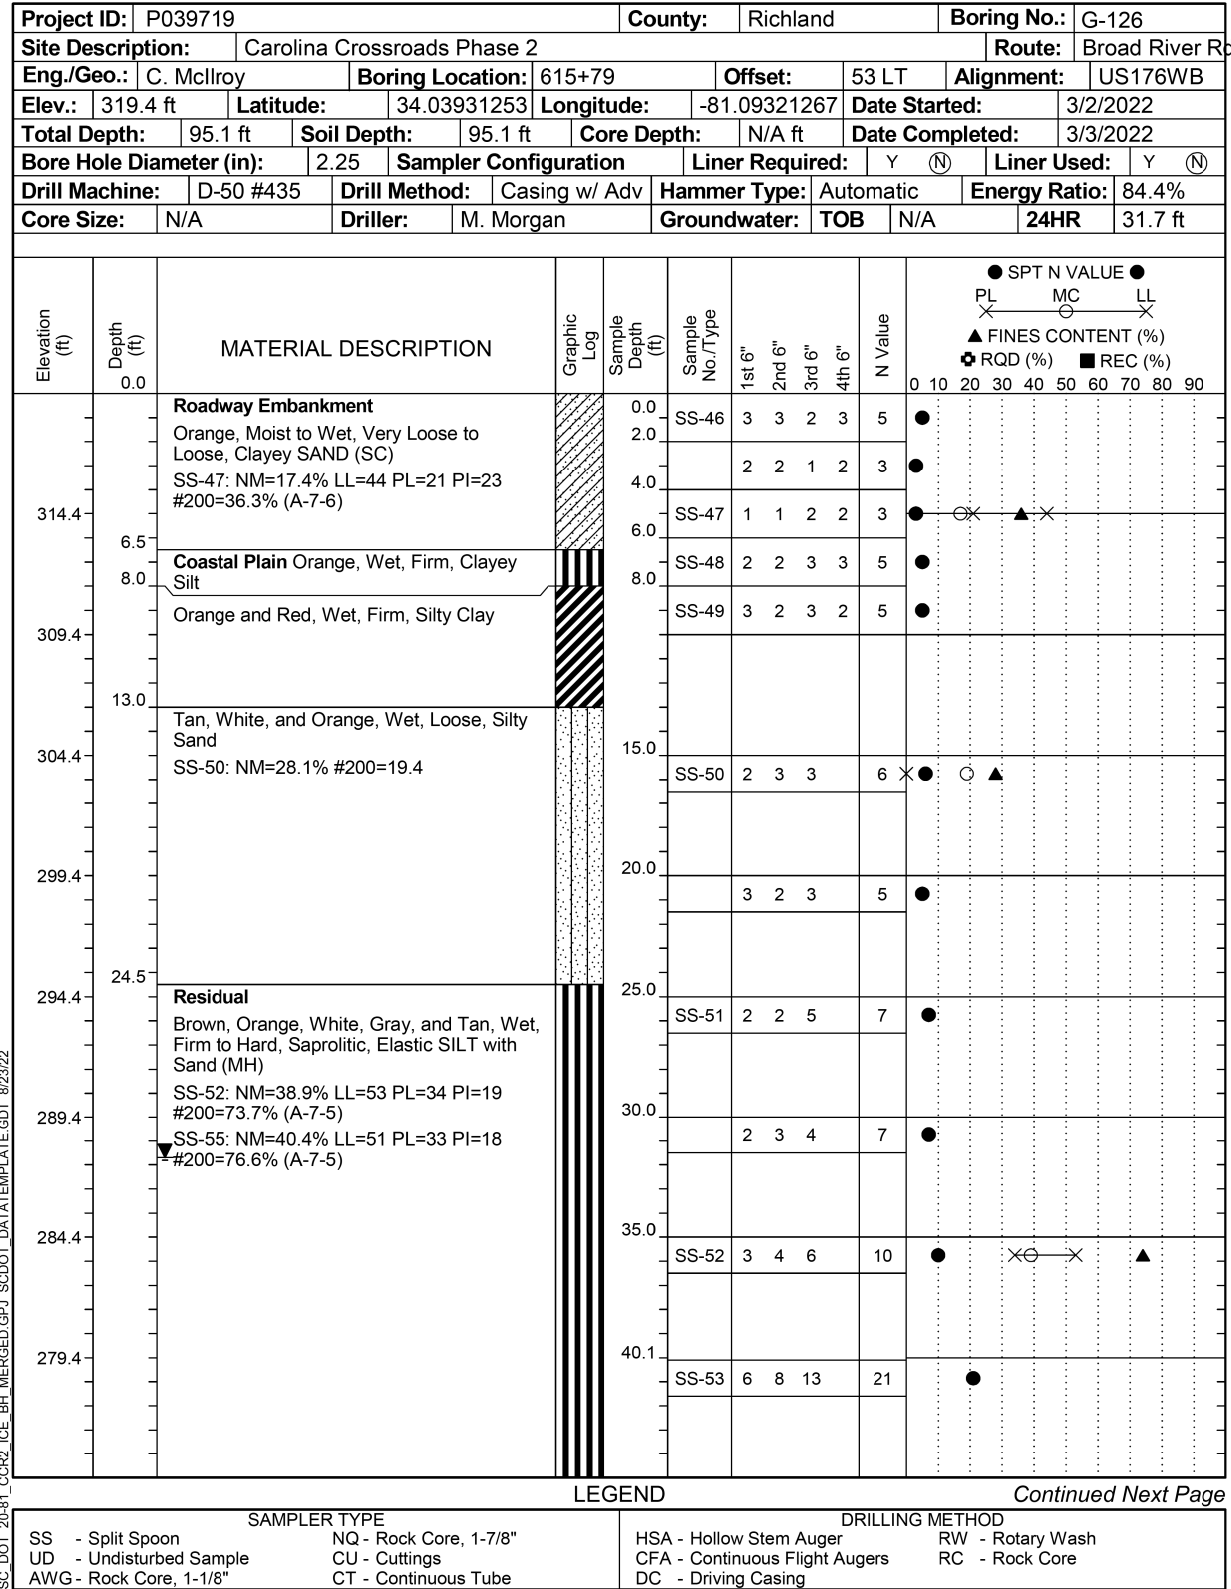 Project ID: P039719 County: Richland Boring No.: G-126
Site Description: Carolina Crossroads Phase 2 Route: Broad River Rd
Eng./Geo.: C. McIlroy Boring Location: 615+79 Offset: 53 LT Alignment: US176WB
Elev.: 319.4 ft Latitude: 34.03931253 Longitude: -81.09321267 Date Started: 3/2/2022
Total Depth: 95.1 ft Soil Depth: 95.1 ft Core Depth: N/A ft Date Completed: 3/3/2022
Bore Hole Diameter (in): 2.25 Sampler Configuration Liner Required: Y N Liner Used: Y N
Drill Machine: D-50 #435 Drill Method: Casing w/ Adv Hammer Type: Automatic Energy Ratio: 84.4%
Core Size: N/A Driller: M. Morgan Groundwater: TOB N/A 24HR 31.7 ft
Elevation (ft)
Depth (ft)
0.0
MATERIAL DESCRIPTION
Graphic Log
Sample Depth (ft)
Sample No./Type
1st 6"
2nd 6"
3rd 6"
4th 6"
N Value
● SPT N VALUE ●
PL MC LL
▲ FINES CONTENT (%)
RQD (%) ■ REC (%)
0 10 20 30 40 50 60 70 80 90
Roadway Embankment
Orange, Moist to Wet, Very Loose to
Loose, Clayey SAND (SC)
SS-47: NM=17.4% LL=44 PL=21 PI=23
#200=36.3% (A-7-6)
314.4
6.5
Coastal Plain Orange, Wet, Firm, Clayey
Silt
8.0
Orange and Red, Wet, Firm, Silty Clay
309.4
13.0
Tan, White, and Orange, Wet, Loose, Silty
Sand
304.4
SS-50: NM=28.1% #200=19.4
299.4
24.5
294.4
Residual
Brown, Orange, White, Gray, and Tan, Wet,
Firm to Hard, Saprolitic, Elastic SILT with
Sand (MH)
SS-52: NM=38.9% LL=53 PL=34 PI=19
#200=73.7% (A-7-5)
289.4
SS-55: NM=40.4% LL=51 PL=33 PI=18
#200=76.6% (A-7-5)
284.4
279.4
0.0
SS-46 3 3 2 3 5
2.0
2 2 1 2 3
4.0
SS-47 1 1 2 2 3
6.0
SS-48 2 2 3 3 5
8.0
SS-49 3 2 3 2 5
15.0
SS-50 2 3 3 6
20.0
3 2 3 5
25.0
SS-51 2 2 5 7
30.0
2 3 4 7
35.0
SS-52 3 4 6 10
40.1
SS-53 6 8 13 21
SC_DOT 20-81_CCR2_ICE_BH_MERGED.GPJ SCDOT_DATATEMPLATE.GDT 8/23/22
LEGEND
Continued Next Page
SAMPLER TYPE
SS - Split Spoon NQ - Rock Core, 1-7/8"
UD - Undisturbed Sample CU - Cuttings
AWG - Rock Core, 1-1/8" CT - Continuous Tube
DRILLING METHOD
HSA - Hollow Stem Auger RW - Rotary Wash
CFA - Continuous Flight Augers RC - Rock Core
DC - Driving Casing